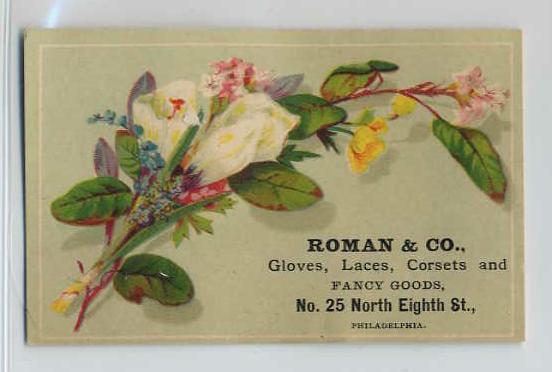 ROMAN & CO.,
Gloves, Laces, Corsets and
FANCY GOODS,
No. 25 North Eighth St.,
PHILADELPHIA.